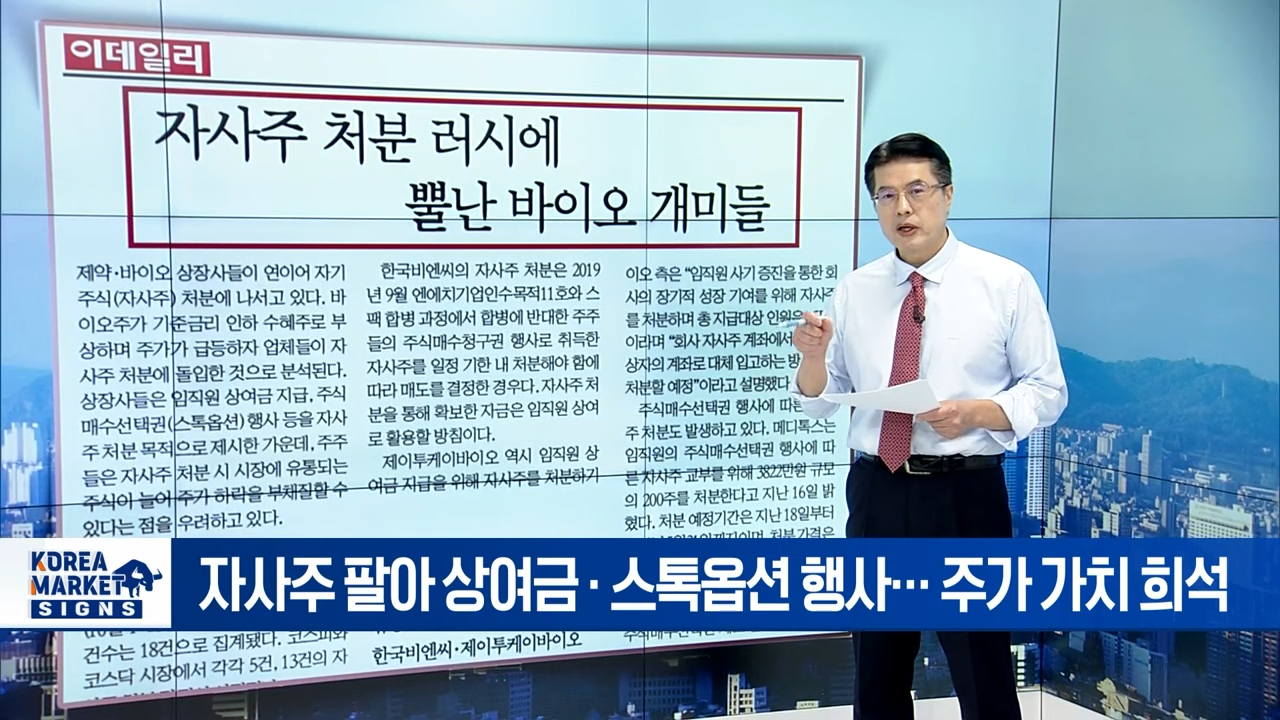 이데일리
자사주 처분 러시에
뿔난 바이오 개미들
제약·바이오 상장사들이 연이어 자기
주식(자사주) 처분에 나서고 있다. 바
이오주가 기준금리 인하 수혜주로 부
상하며 주가가 급등하자 업체들이 자
사주 처분에 돌입한 것으로 분석된다.
상장사들은 임직원 상여금 지급, 주식
매수선택권(스톡옵션) 행사 등을 자사
주 처분 목적으로 제시한 가운데, 주주
들은 자사주 처분 시 시장에 유통되는
주식이 늘어 주가 하락을 부채질할 수
있다는 점을 우려하고 있다.
건수는 18건으로 집계됐다. 코스피와
코스닥 시장에서 각각 5건, 13건의 자
한국비엔씨의 자사주 처분은 2019
년 9월 엔에치기업인수목적11호와 스
팩 합병 과정에서 합병에 반대한 주주
들의 주식매수청구권 행사로 취득한
자사주를 일정 기한 내 처분해야 함에
따라 매도를 결정한 경우다. 자사주 처
분을 통해 확보한 자금은 임직원 상여
로 활용할 방침이다.
제이투케이바이오 역시 임직원 상
여금 지급을 위해 자사주를 처분하기
한국비엔씨·제이투케이바이오
이오 측은 “임직원 사기 증진을 통한 회
사의 장기적 성장 기여를 위해 자사주
를 처분하며 총 지급대상 인원은
이라며 “회사 자사주 계좌에서
상자의 계좌로 대체 입고하는 방
처분할 예정”이라고 설명했다
주식매수선택권 행사에 따른
주 처분도 발생하고 있다. 메디톡스는
임직원의 주식매수선택권 행사에 따
른 자사주 교부를 위해 3822만원 규모
의 200주를 처분한다고 지난 16일 밝
혔다. 처분 예정기간은 지난 18일부터
KOREA
MARKET
SIGNS
자사주 팔아 상여금·스톡옵션 행사… 주가 가치 희석